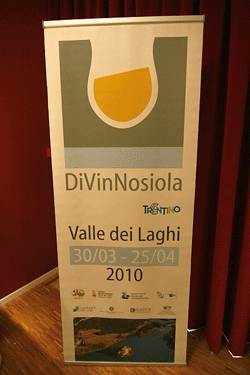 DiVinNosiola
TRENTINO
Valle dei Laghi
30/03 - 25/04
2010